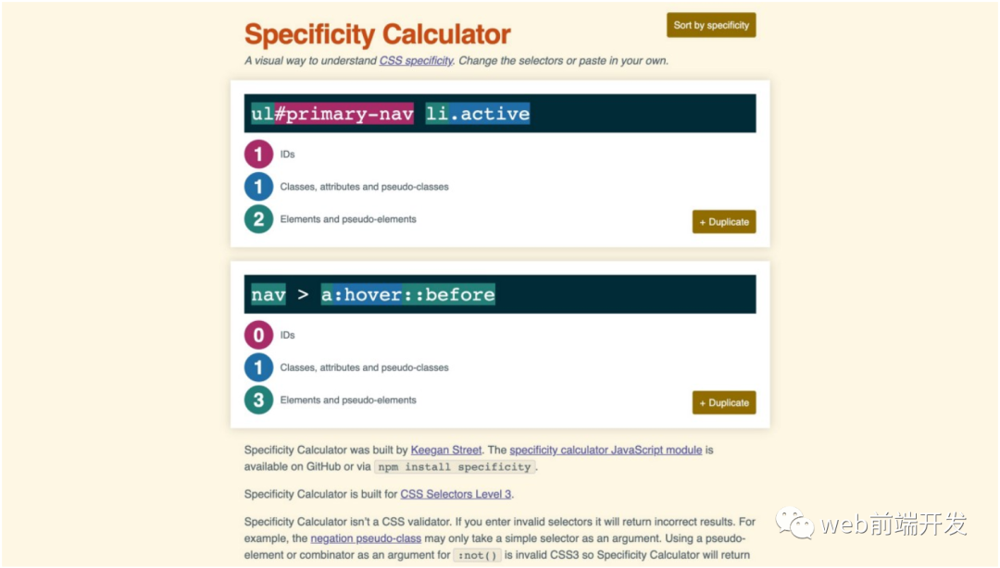 Specificity Calculator
Sort by specificity
A visual way to understand CSS specificity. Change the selectors or paste in your own.
ul#primary-nav li.active
1 IDs
1 Classes, attributes and pseudo-classes
2 Elements and pseudo-elements
+ Duplicate
nav > a:hover::before
0 IDs
1 Classes, attributes and pseudo-classes
3 Elements and pseudo-elements
+ Duplicate
Specificity Calculator was built by Keegan Street. The specificity calculator JavaScript module is
available on GitHub or via npm install specificity.
Specificity Calculator is built for CSS Selectors Level 3.
Specificity Calculator isn't a CSS validator. If you enter invalid selectors it will return incorrect results. For
example, the negation pseudo-class may only take a simple selector as an argument. Using a pseudo-
element or combinator as an argument for :not() is invalid CSS3 so Specificity Calculator will return
web前端开发